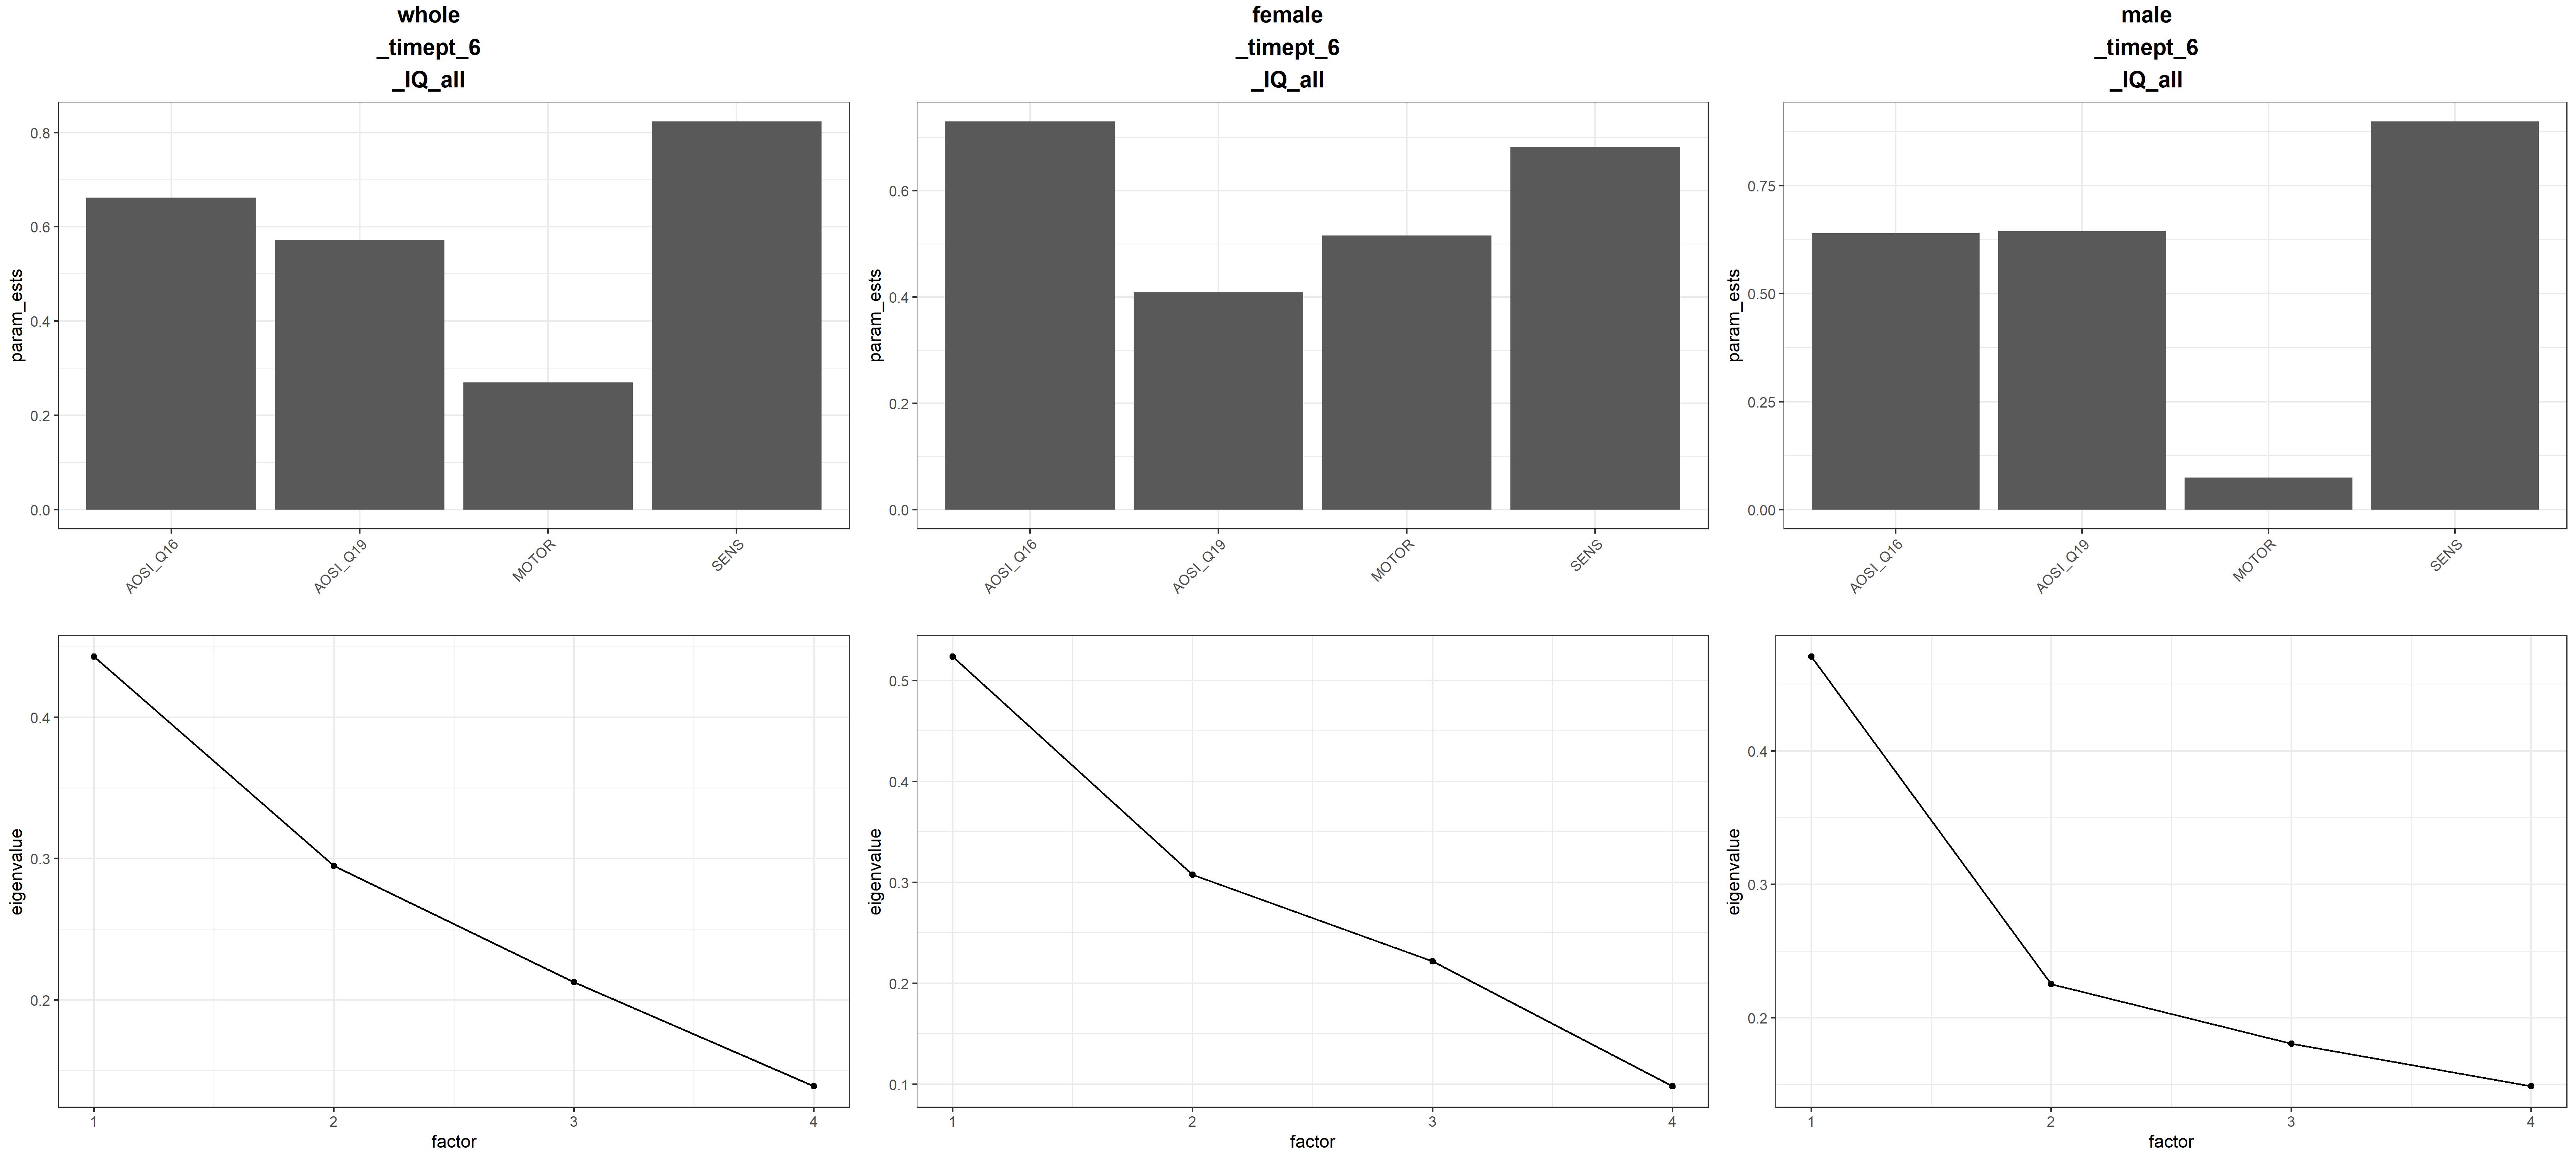 whole
_timept_6
_IQ_all
female
_timept_6
_IQ_all
male
_timept_6
_IQ_all
param_ests
0.8
0.6
0.4
0.2
0.0
AOSI_Q16
AOSI_Q19
MOTOR
SENS
param_ests
0.6
0.4
0.2
0.0
AOSI_Q16
AOSI_Q19
MOTOR
SENS
param_ests
0.75
0.50
0.25
0.00
AOSI_Q16
AOSI_Q19
MOTOR
SENS
eigenvalue
0.4
0.3
0.2
1 2 3 4
factor
eigenvalue
0.5
0.4
0.3
0.2
0.1
1 2 3 4
factor
eigenvalue
0.4
0.3
0.2
1 2 3 4
factor